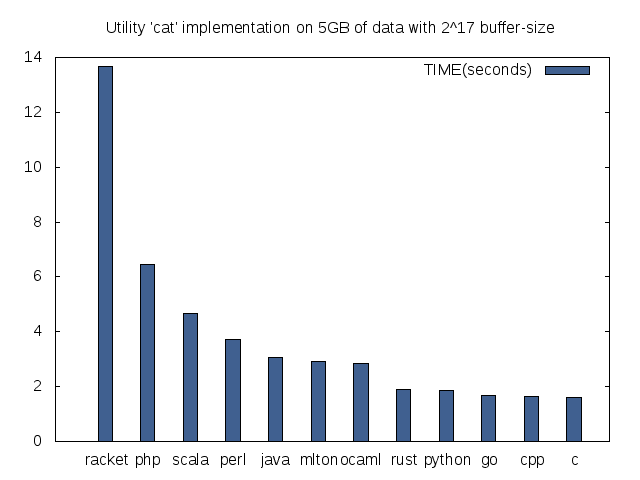 Utility 'cat' implementation on 5GB of data with 2^17 buffer-size
TIME(seconds)
14
12
10
8
6
4
2
0
racket php scala perl java mlton ocaml rust python go cpp c